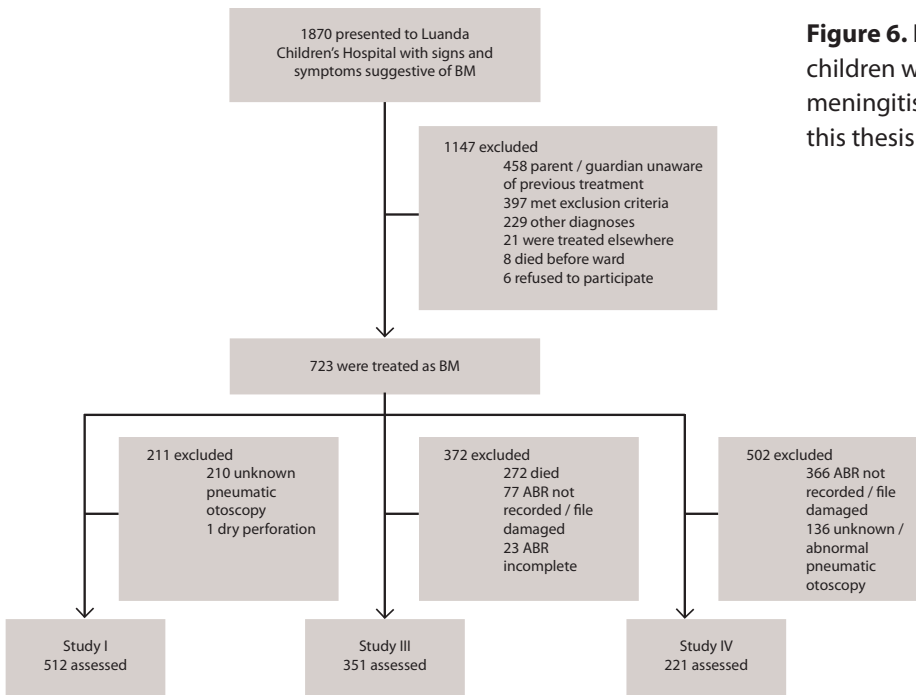 1870 presented to Luanda
Children's Hospital with signs and
symptoms suggestive of BM
Figure 6.
children w
meningitis
this thesis
1147 excluded
458 parent / guardian unaware
of previous treatment
397 met exclusion criteria
229 other diagnoses
21 were treated elsewhere
8 died before ward
6 refused to participate
723 were treated as BM
211 excluded
210 unknown
pneumatic
otoscopy
1 dry perforation
372 excluded
272 died
77 ABR not
recorded / file
damaged
23 ABR
incomplete
502 excluded
366 ABR not
recorded / file
damaged
136 unknown /
abnormal
pneumatic
otoscopy
Study I
512 assessed
Study III
351 assessed
Study IV
221 assessed